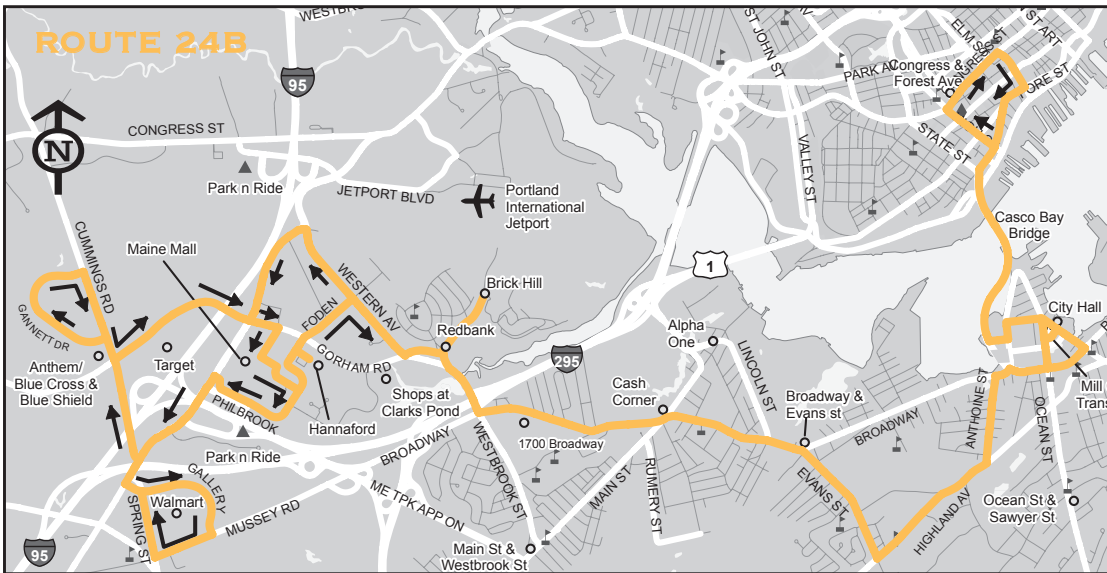 ROUTE 24B
95
CONGRESS ST
N
Park n Ride
JETPORT BLVD
Portland
International
Jetport
VALLEY ST
PARK AV
ELM ST
Congress &
Forest Ave
STATE ST
Casco Bay
Bridge
1
CUMMINGS RD
Maine Mall
GANNETT DR
Anthem/
Blue Cross &
Blue Shield
Target
FODEN
WESTERN AV
GORHAM RD
PHILBROOK
Hannaford
Park n Ride
Brick Hill
Redbank
Shops at
Clarks Pond
295
Alpha
One
LINCOLN ST
Cash
Corner
1700 Broadway
BROADWAY
WESTBROOK ST
Broadway &
Evans st
BROADWAY
City Hall
ANTHOINE ST
OCEAN ST
GALLERY
Walmart
SPRING ST
MUSSEY RD
ME TPK APP ON
MAIN ST
RUMERY ST
EVANS ST
HIGHLAND AV
Main St &
Westbrook St
Ocean St &
Sawyer St
95